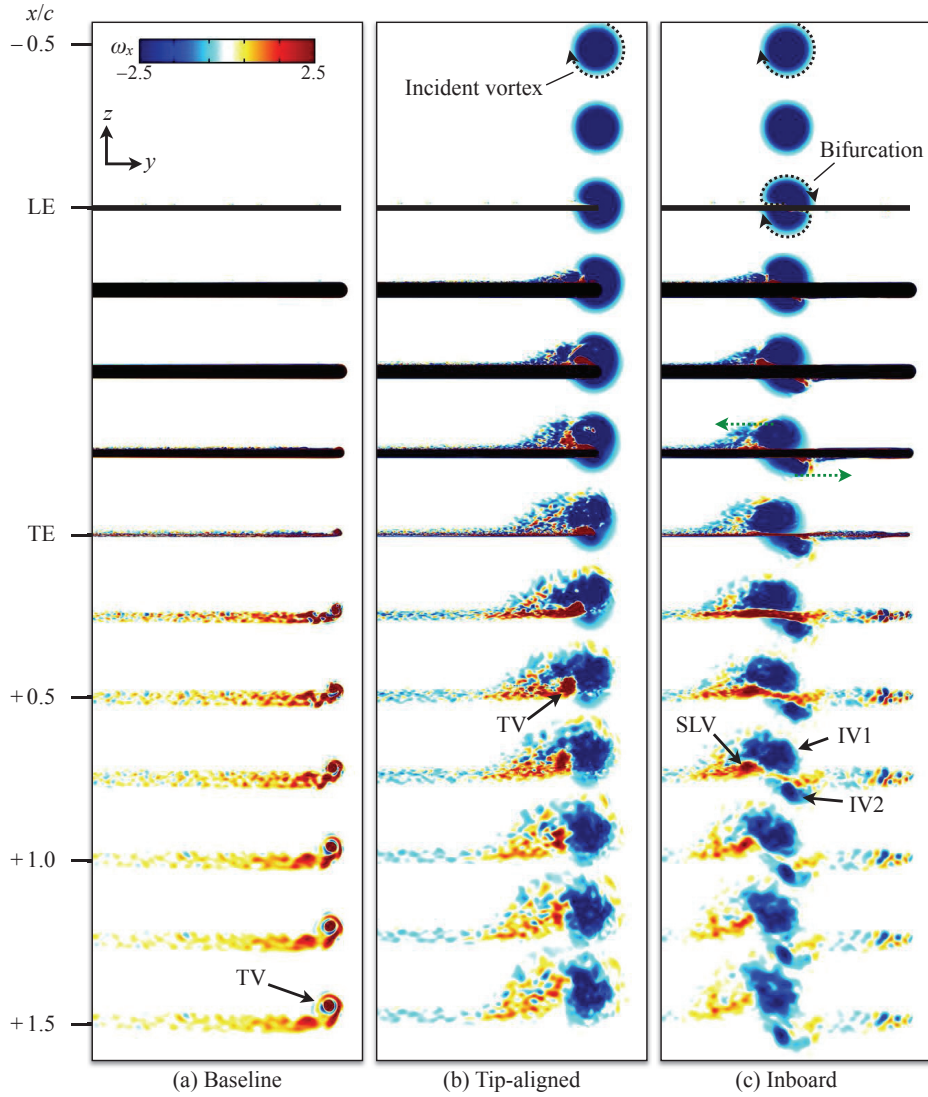 x/c
−0.5
ωx
−2.5 2.5
Incident vortex
z
y
Bifurcation
LE
TE
+0.5
TV
SLV
IV1
IV2
+1.0
TV
+1.5
(a) Baseline
(b) Tip-aligned
(c) Inboard